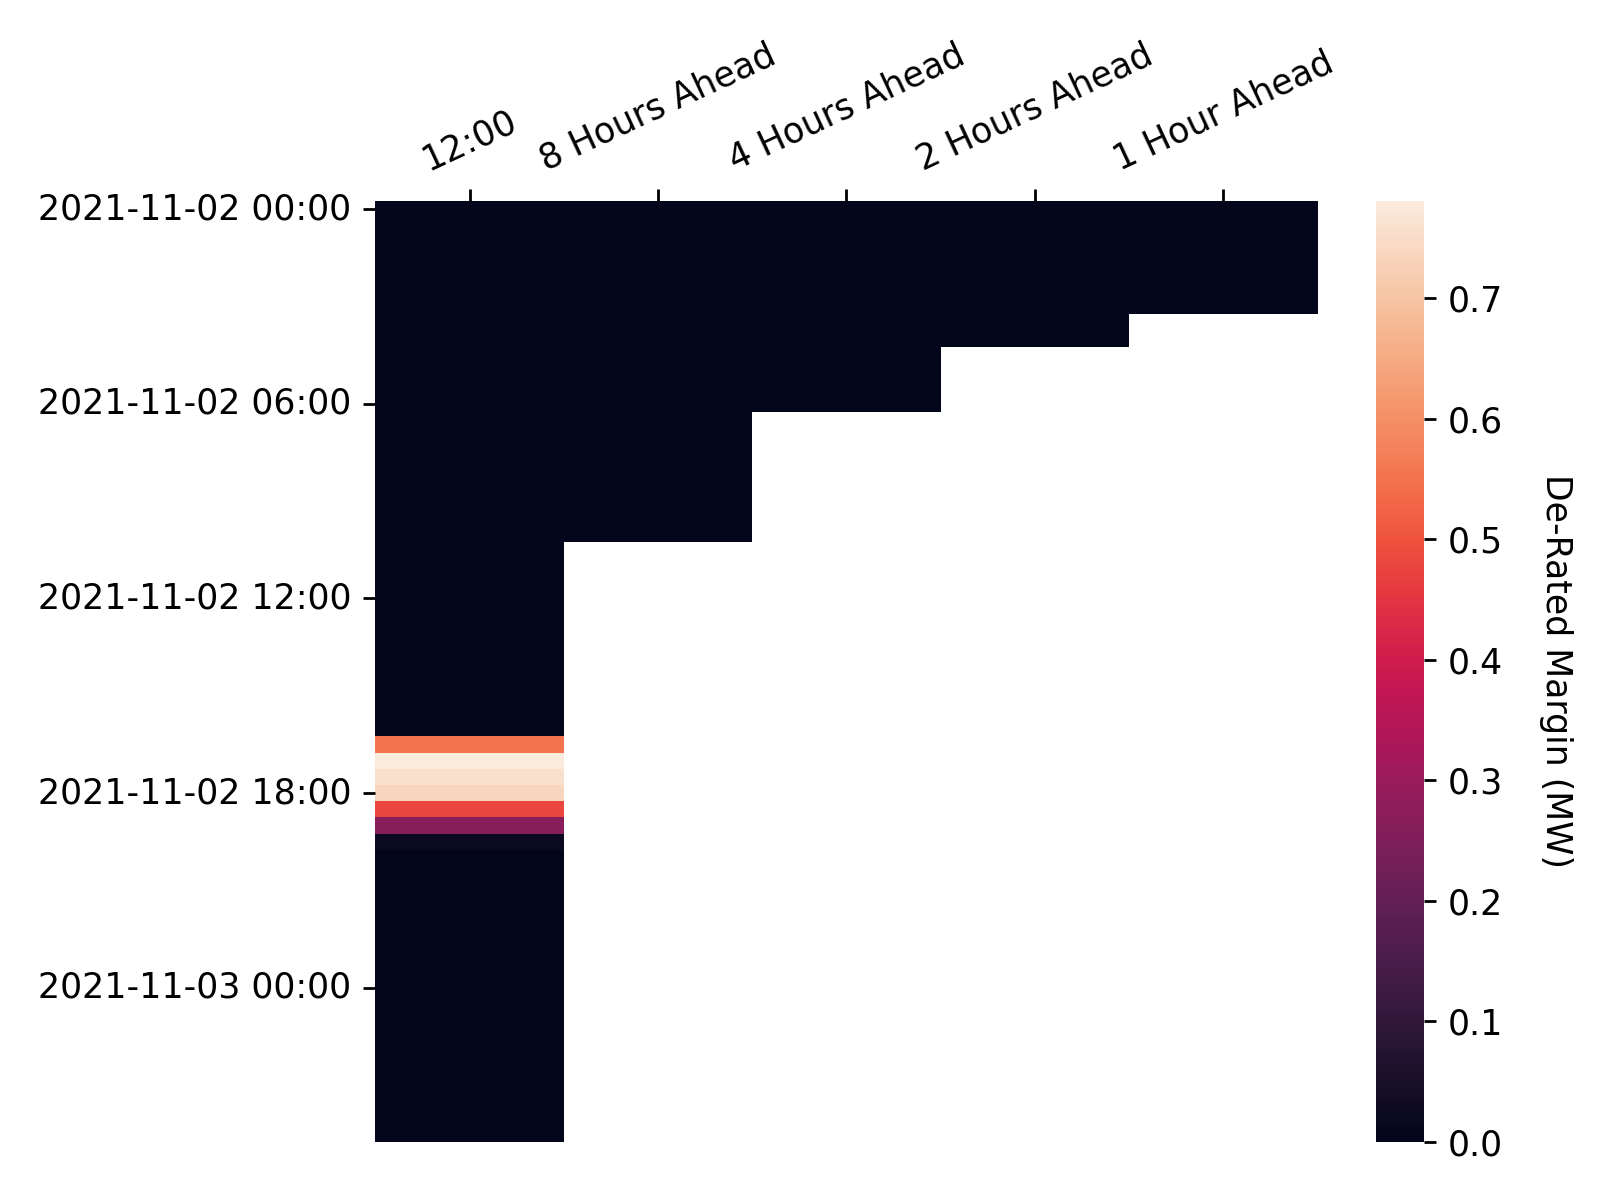 12:00
8 Hours Ahead
4 Hours Ahead
2 Hours Ahead
1 Hour Ahead
2021-11-02 00:00
2021-11-02 06:00
2021-11-02 12:00
2021-11-02 18:00
2021-11-03 00:00
0.7
0.6
0.5
0.4
0.3
0.2
0.1
0.0
De-Rated Margin (MW)